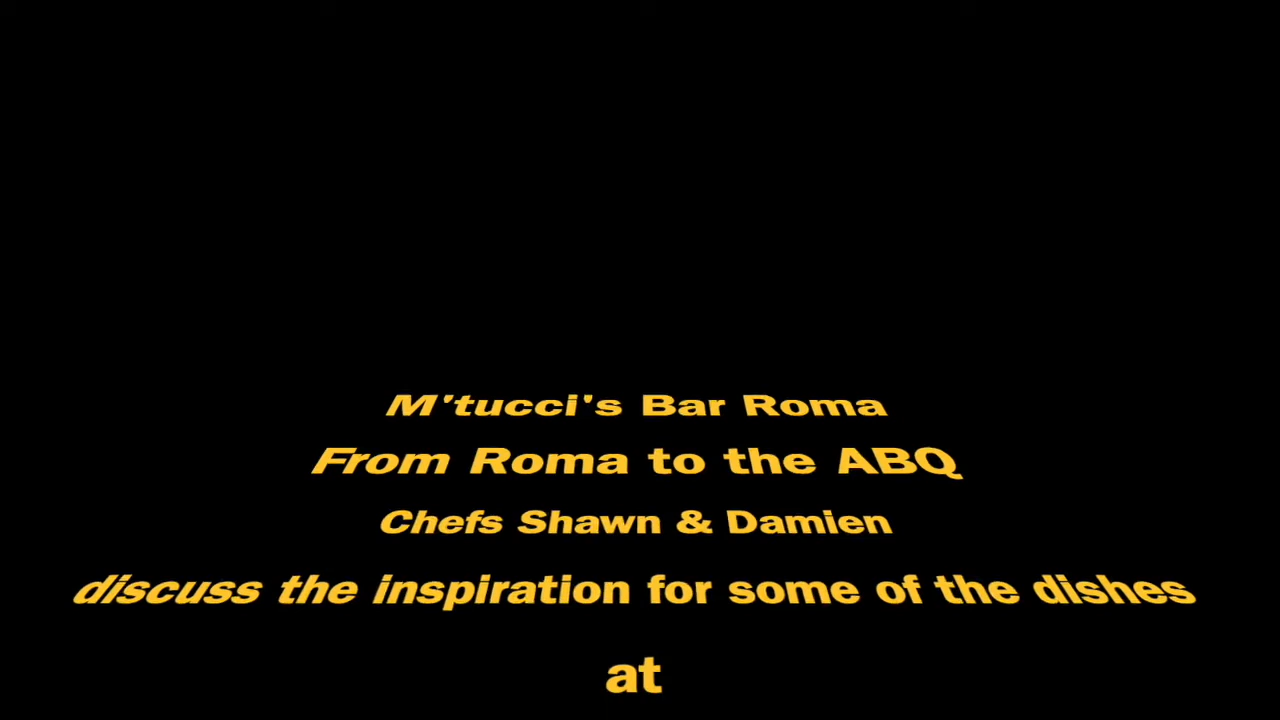 M'tucci's Bar Roma
From Roma to the ABQ
Chefs Shawn & Damien
discuss the inspiration for some of the dishes
at